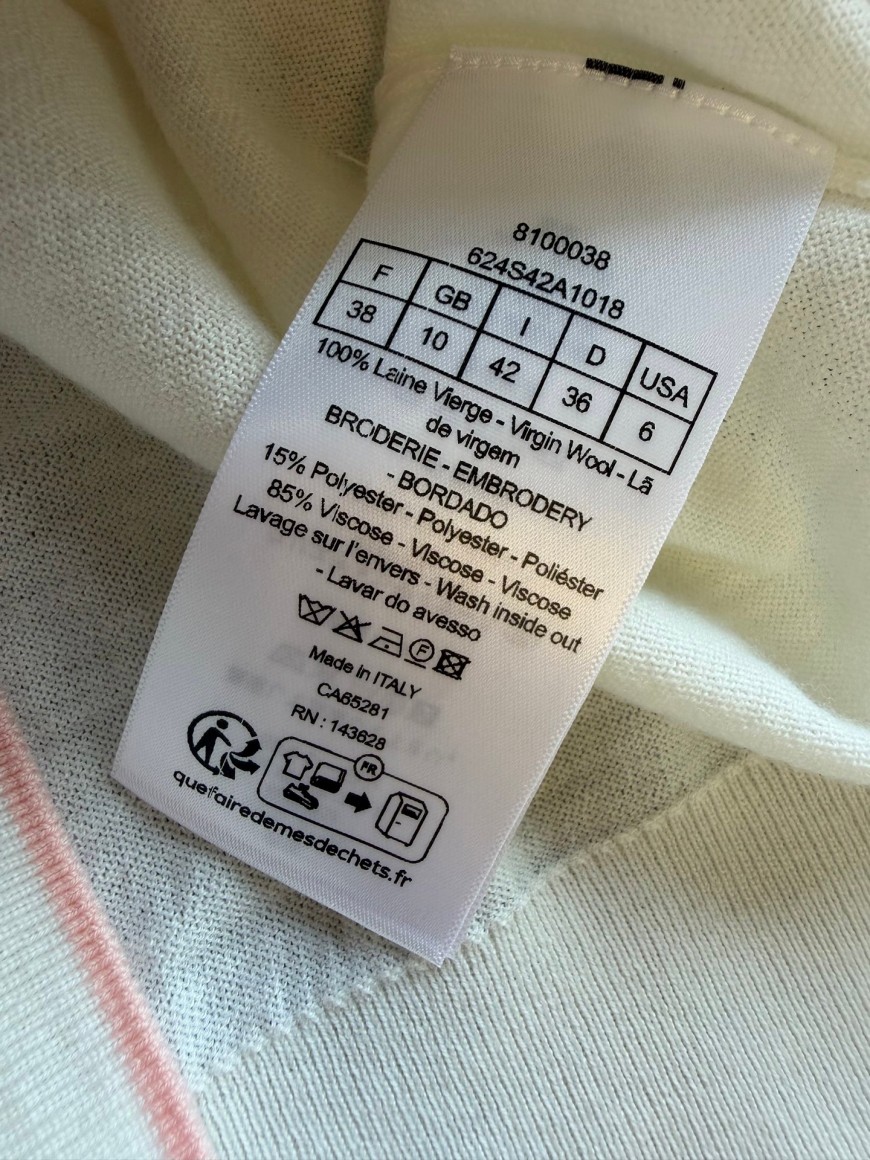 8100038
624S42A1018
F GB I D USA
38 10 42 36 6
100% Laine Vierge - Virgin Wool - Lã
de virgem
BRODERIE - EMBRODERY
- BORDADO
15% Polyester - Polyester - Poliéster
85% Viscose - Viscose - Viscose
Lavage sur l'envers - Wash inside out
- Lavar do avesso
F
Made in ITALY
CA65281
RN : 143628
FR
quefairedemesdechets.fr